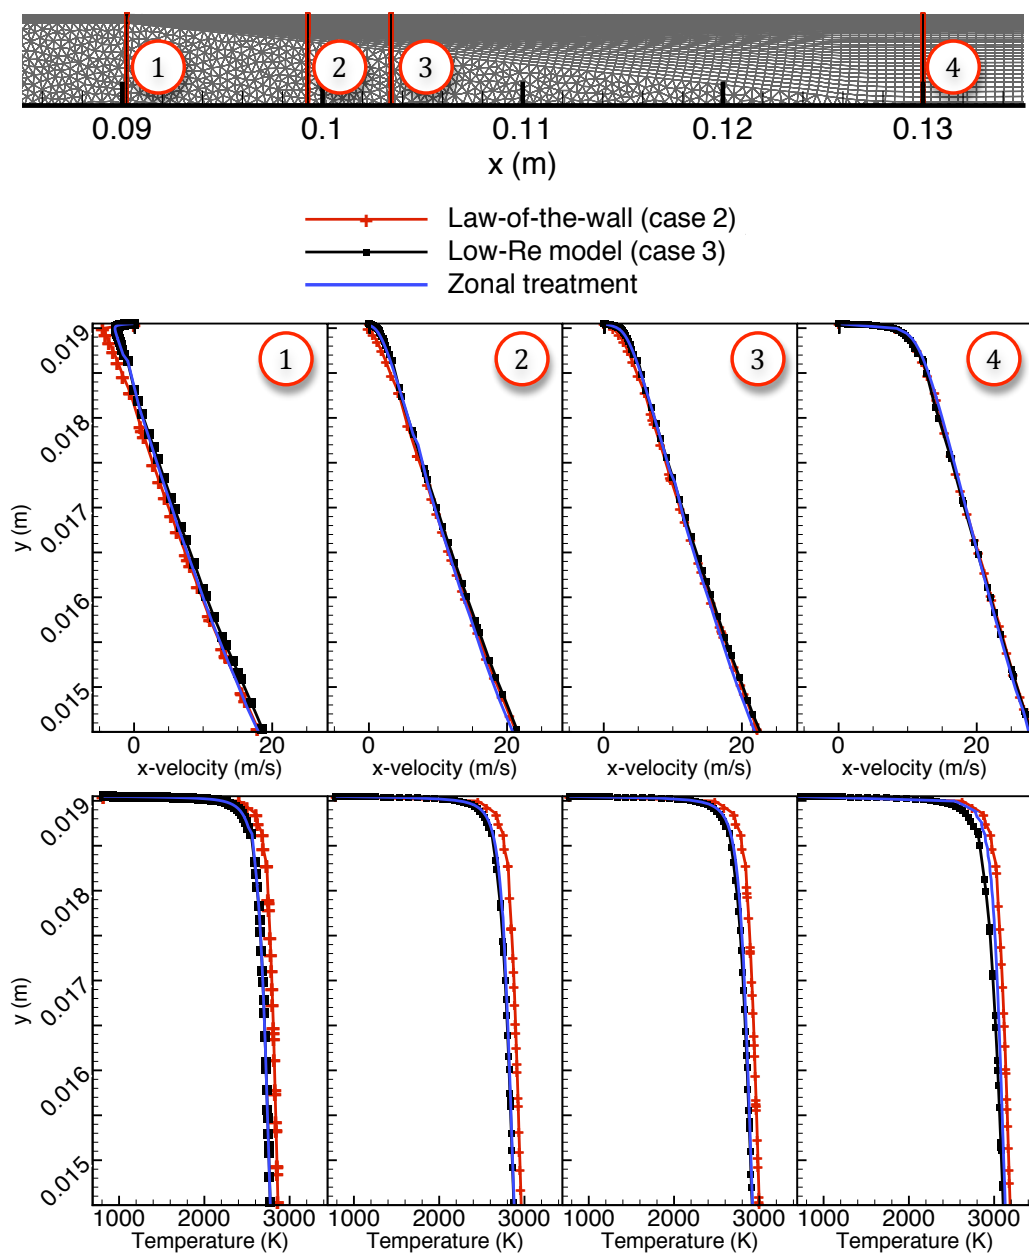 1 2 3 4
0.09 0.1 0.11 0.12 0.13
x (m)
Law-of-the-wall (case 2)
Low-Re model (case 3)
Zonal treatment
1 2 3 4
0.019
0.018
0.017
0.016
0.015
y (m)
0 20 0 20 0 20 0 20
x-velocity (m/s) x-velocity (m/s) x-velocity (m/s) x-velocity (m/s)
0.019
0.018
0.017
0.016
0.015
y (m)
1000 2000 3000 1000 2000 3000 1000 2000 3000 1000 2000 3000
Temperature (K) Temperature (K) Temperature (K) Temperature (K)